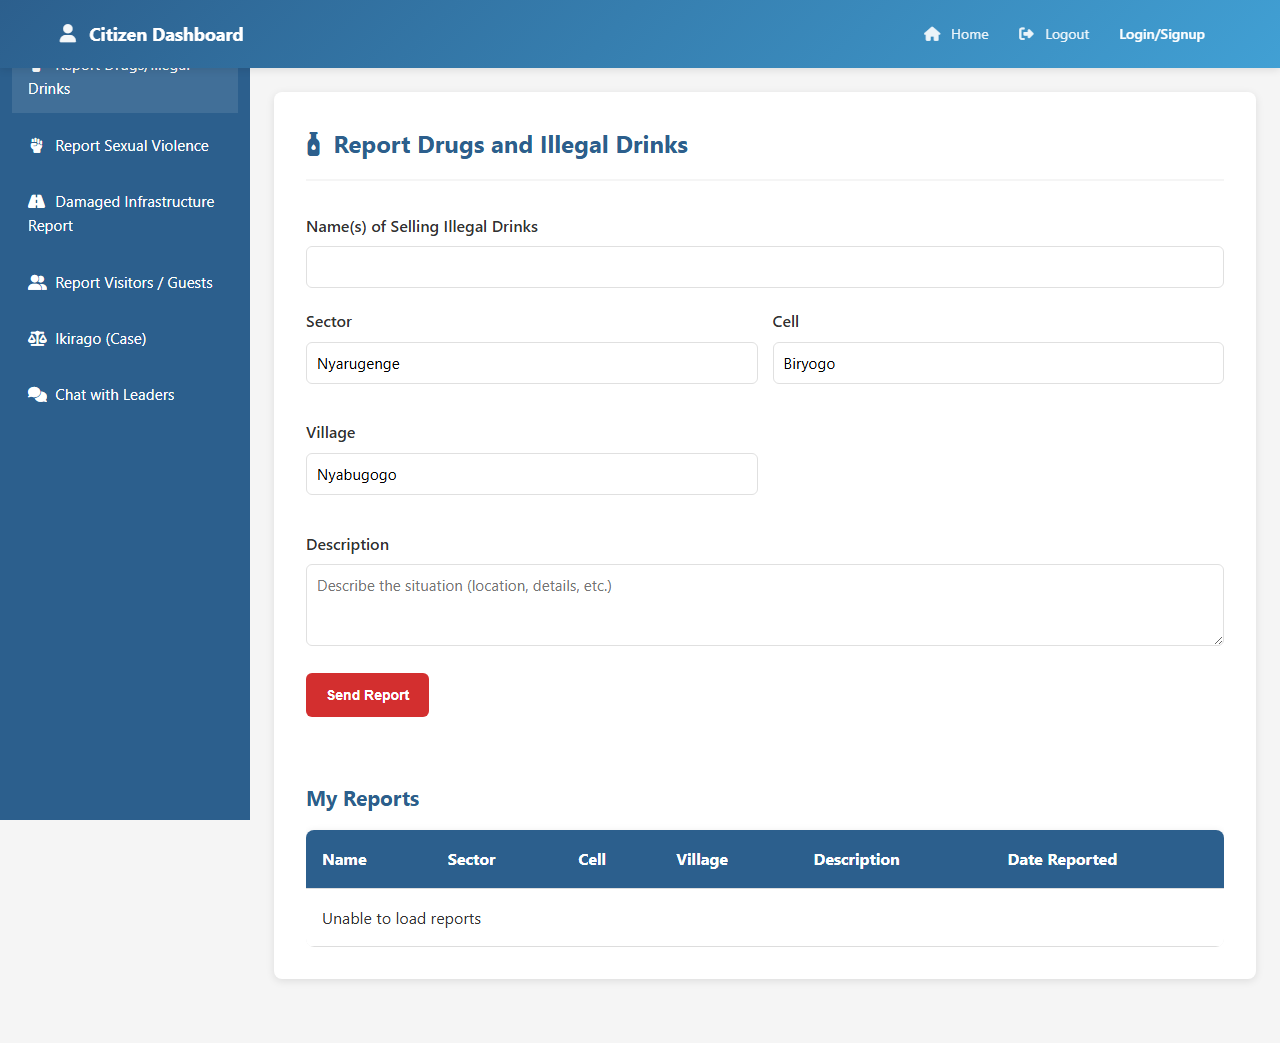 Citizen Dashboard
Home
Logout
Login/Signup
Report Drugs/Illegal
Drinks
Report Sexual Violence
Damaged Infrastructure
Report
Report Visitors / Guests
Ikirago (Case)
Chat with Leaders
Report Drugs and Illegal Drinks
Name(s) of Selling Illegal Drinks
Sector
Cell
Nyarugenge
Biryogo
Village
Nyabugogo
Description
Describe the situation (location, details, etc.)
Send Report
My Reports
Name Sector Cell Village Description Date Reported
Unable to load reports